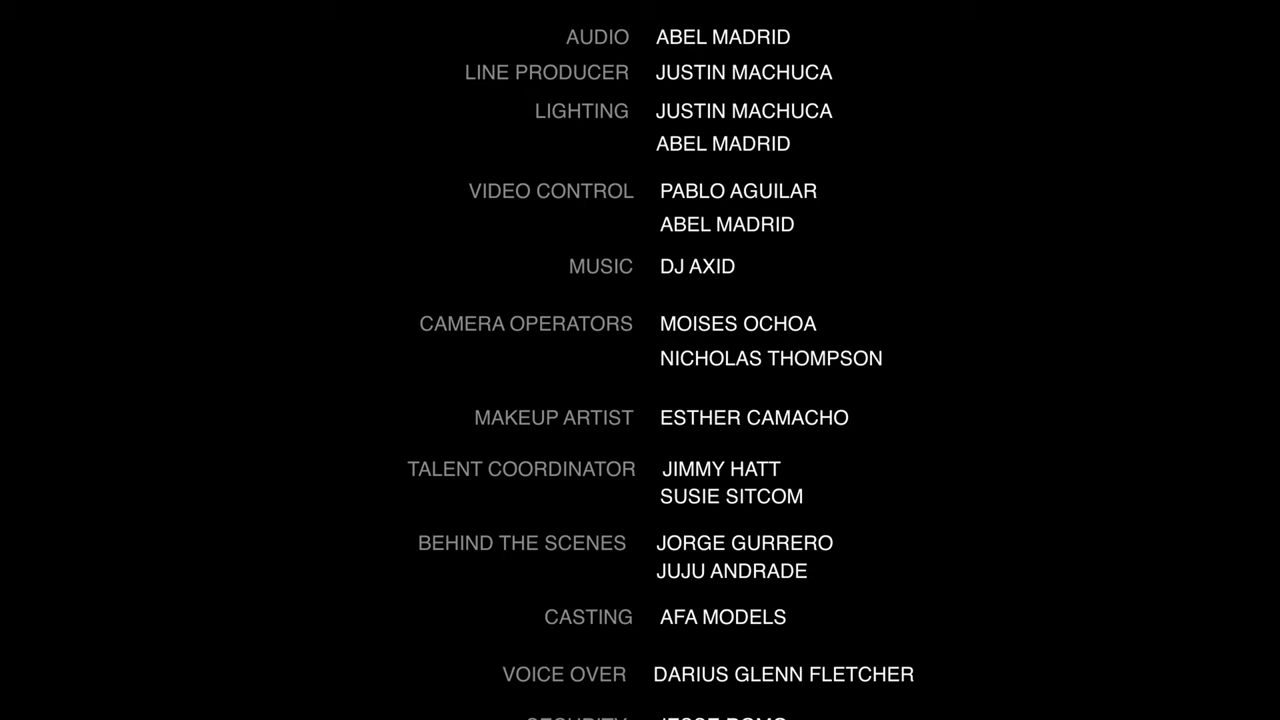 AUDIO ABEL MADRID
LINE PRODUCER JUSTIN MACHUCA
LIGHTING JUSTIN MACHUCA
ABEL MADRID
VIDEO CONTROL PABLO AGUILAR
ABEL MADRID
MUSIC DJ AXID
CAMERA OPERATORS MOISES OCHOA
NICHOLAS THOMPSON
MAKEUP ARTIST ESTHER CAMACHO
TALENT COORDINATOR JIMMY HATT
SUSIE SITCOM
BEHIND THE SCENES JORGE GURRERO
JUJU ANDRADE
CASTING AFA MODELS
VOICE OVER DARIUS GLENN FLETCHER
SECURITY JESSE